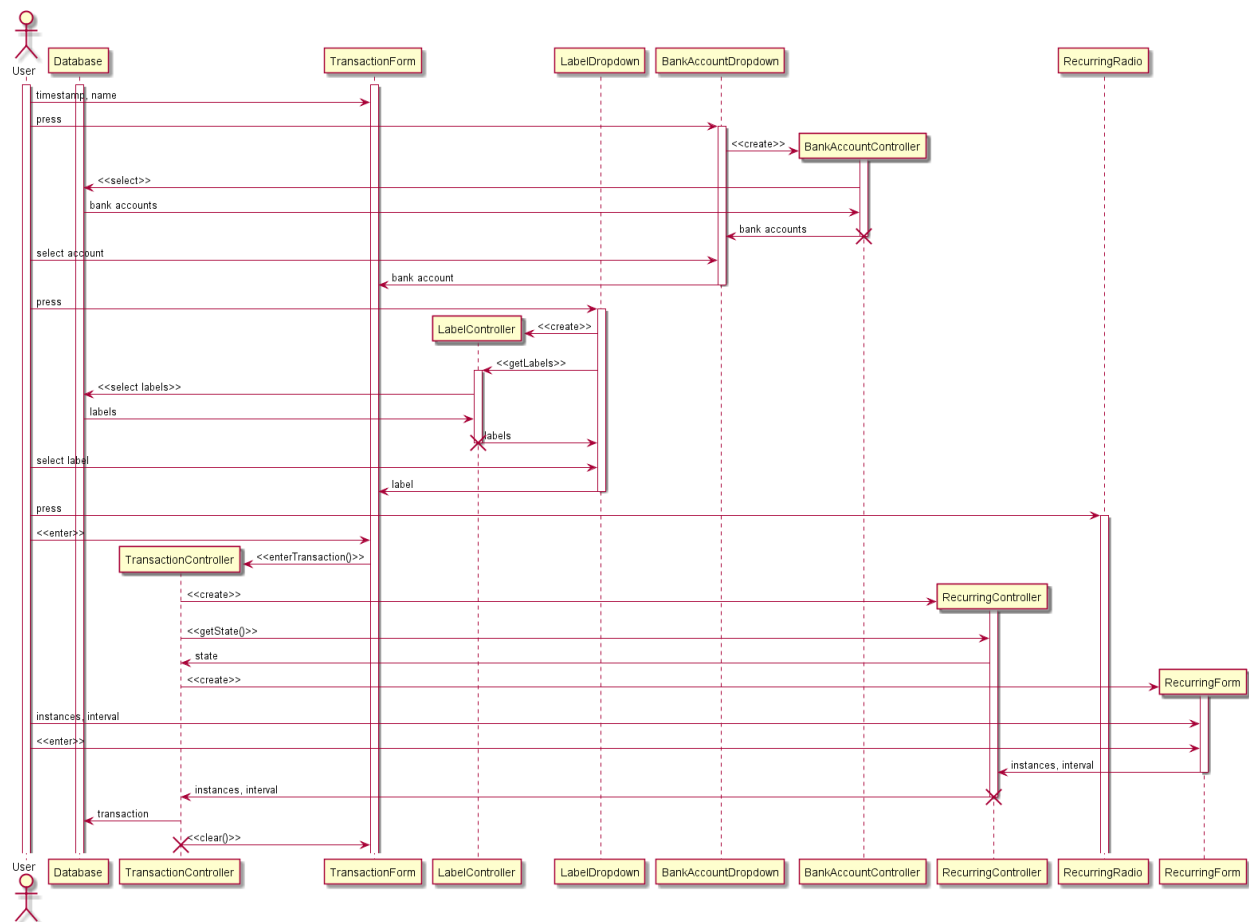 User
Database
TransactionForm
LabelDropdown
BankAccountDropdown
RecurringRadio
timestamp, name
press
<<create>>
BankAccountController
<<select>>
bank accounts
bank accounts
select account
bank account
press
LabelController
<<create>>
<<getLabels>>
<<select labels>>
labels
labels
select label
label
press
<<enter>>
TransactionController
<<enterTransaction()>>
<<create>>
RecurringController
<<getState()>>
state
<<create>>
RecurringForm
instances, interval
<<enter>>
instances, interval
instances, interval
transaction
<<clear()>>
User
Database
TransactionController
TransactionForm
LabelController
LabelDropdown
BankAccountDropdown
BankAccountController
RecurringController
RecurringRadio
RecurringForm